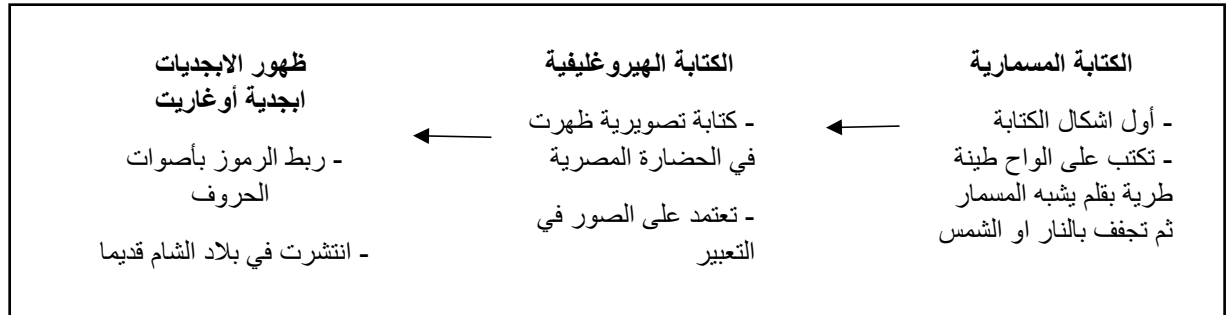 الكتابة المسمارية
- أول اشكال الكتابة
- تكتب على الواح طينة
طرية بقلم يشبه المسمار
ثم تجفف بالنار او الشمس
الكتابة الهيروغليفية
- كتابة تصويرية ظهرت
في الحضارة المصرية
- تعتمد على الصور في
التعبير
ظهور الابجديات
ابجدية أوغاريت
- ربط الرموز بأصوات
الحروف
- انتشرت في بلاد الشام قديما